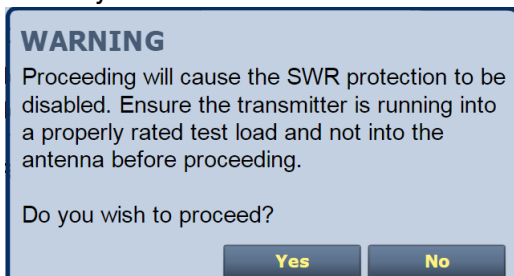 WARNING
Proceeding will cause the SWR protection to be
disabled. Ensure the transmitter is running into
a properly rated test load and not into the
antenna before proceeding.
Do you wish to proceed?
Yes No